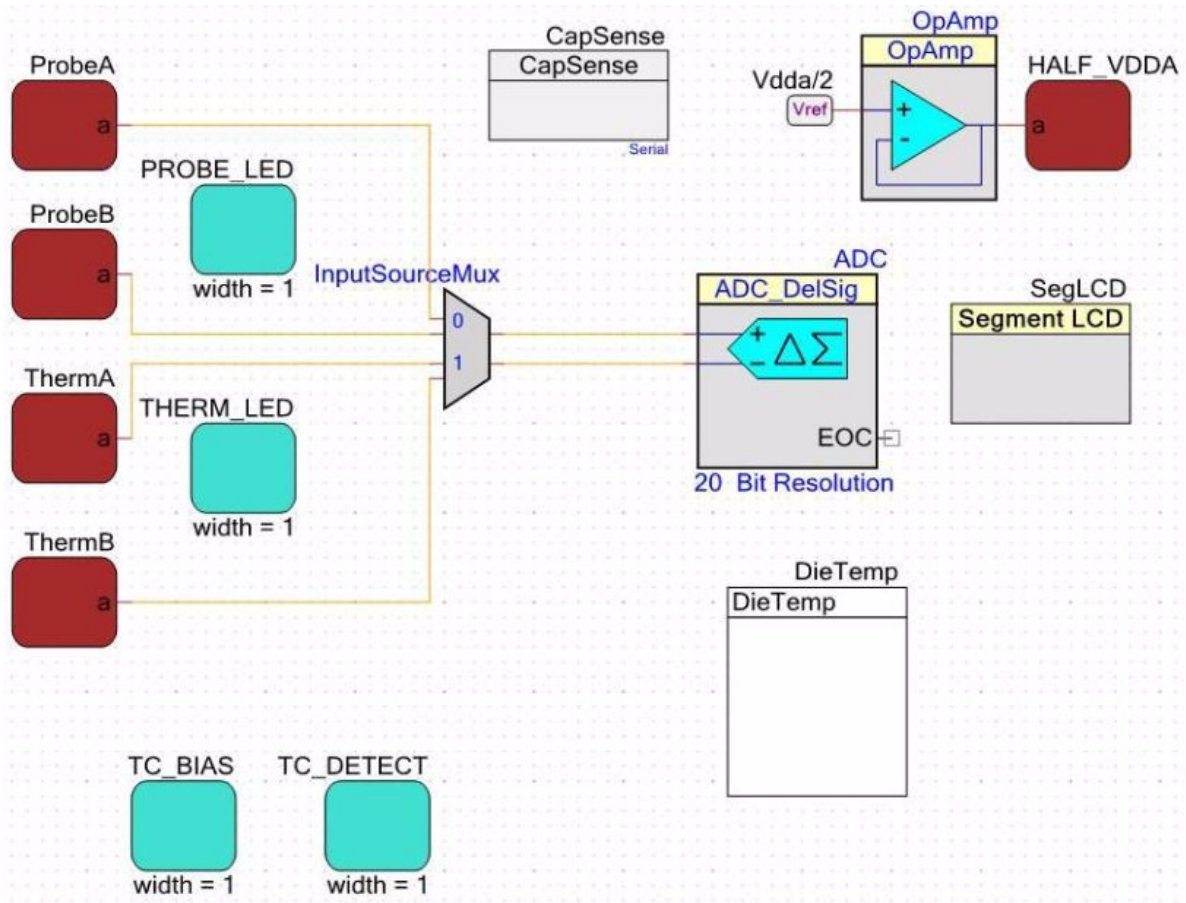 ProbeA
a
PROBE_LED
width = 1
ProbeB
a
InputSourceMux
0
1
ThermA
a
THERM_LED
width = 1
ThermB
a
TC_BIAS
width = 1
TC_DETECT
width = 1
CapSense
CapSense
Serial
OpAmp
OpAmp
Vdda/2
Vref
+
-
HALF_VDDA
a
ADC
ADC_DelSig
+
-
ΔΣ
EOC
20 Bit Resolution
SegLCD
Segment LCD
DieTemp
DieTemp